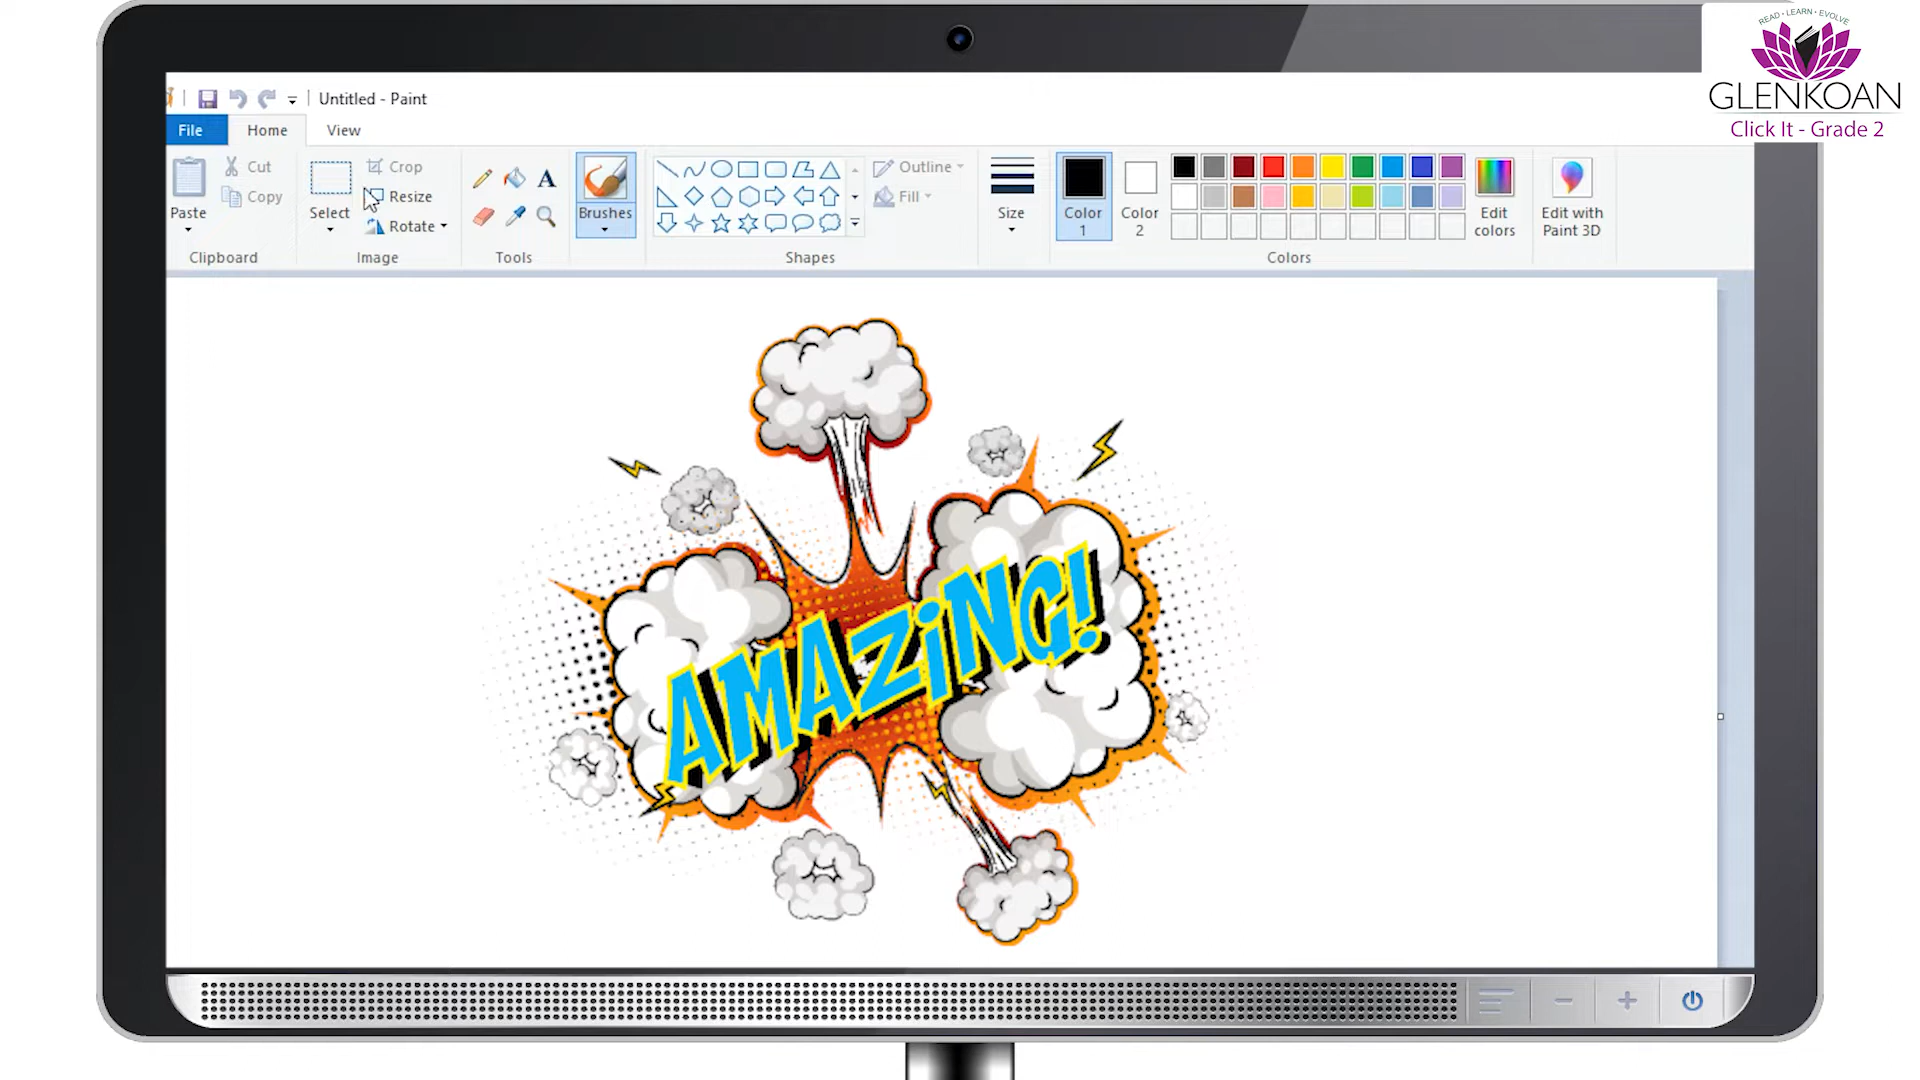 READ • LEARN • EVOLVE
GLENKOAN
Click It - Grade 2
Untitled - Paint
File
Home
View
Paste
Cut
Copy
Clipboard
Select
Crop
Resize
Rotate
Image
A
Tools
Brushes
Shapes
Outline
Fill
Size
Color
1
Color
2
Colors
Edit
colors
Edit with
Paint 3D
AMAZiNG!